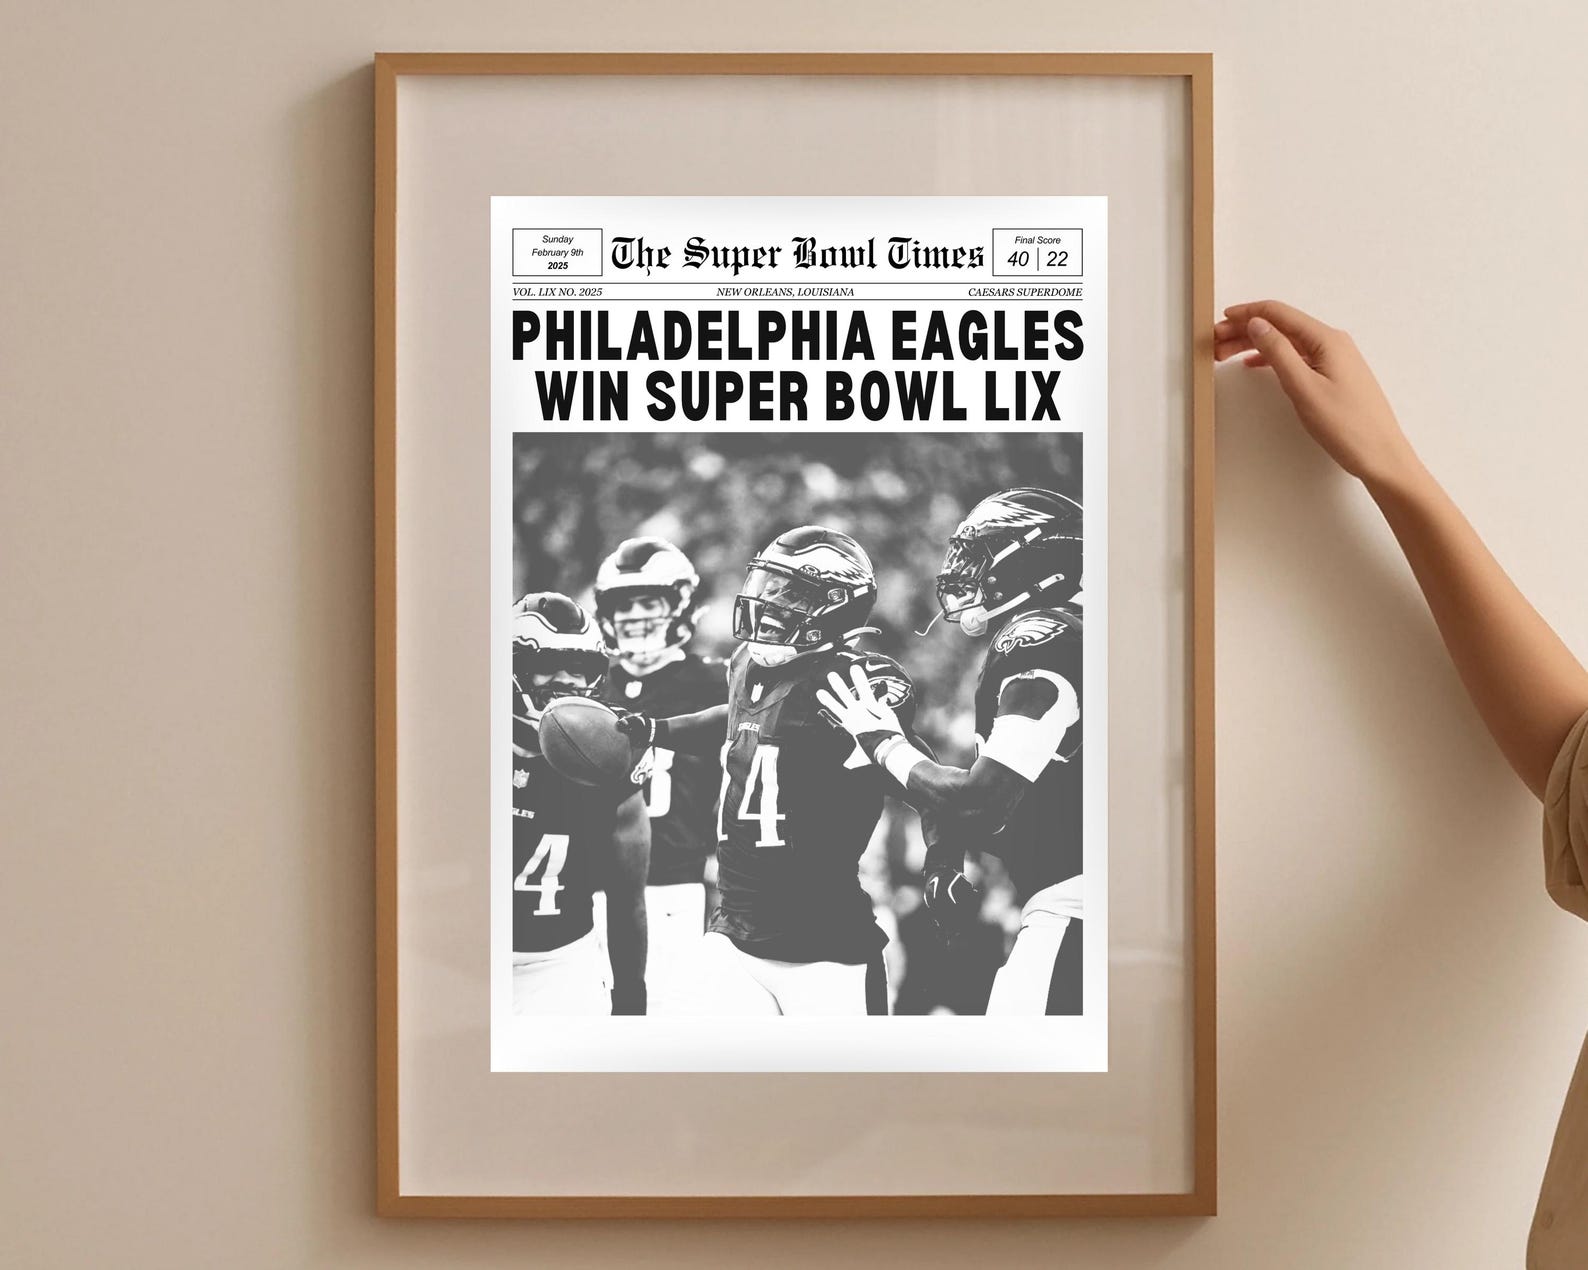 Sunday
February 9th
2025
The Super Bowl Times
Final Score
40 | 22
VOL. LIX NO. 2025
NEW ORLEANS, LOUISIANA
CAESARS SUPERDOME
PHILADELPHIA EAGLES
WIN SUPER BOWL LIX
EAGLES
14
4